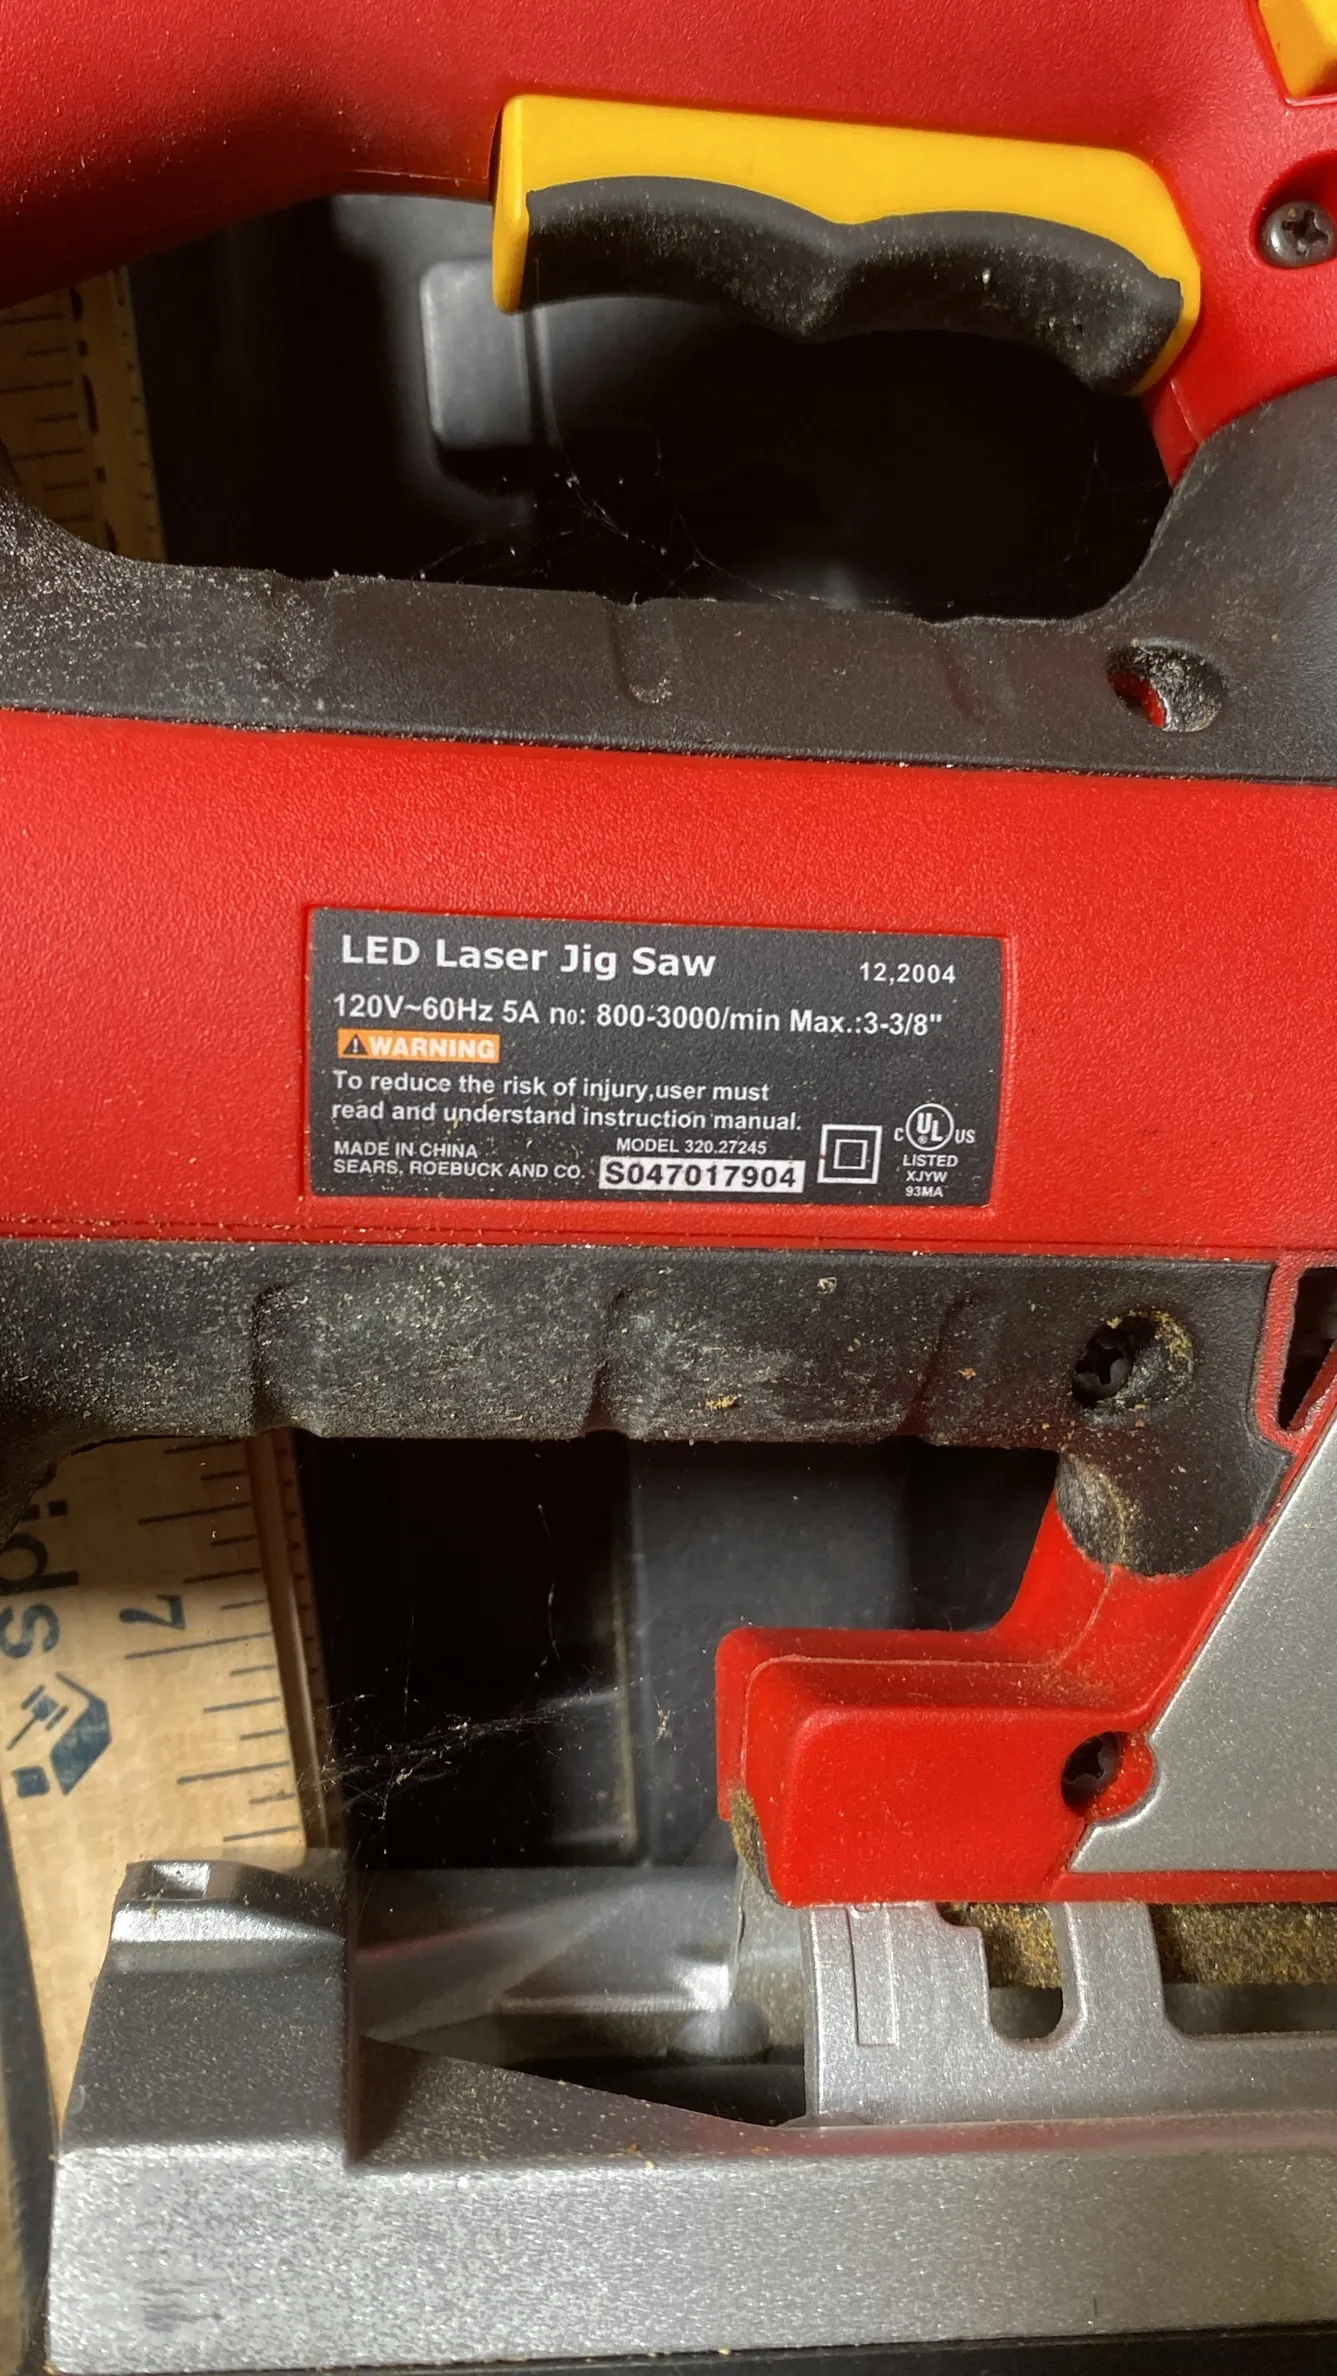 LED Laser Jig Saw 12,2004
120V~60Hz 5A n0: 800-3000/min Max.:3-3/8"
WARNING
To reduce the risk of injury,user must
read and understand instruction manual.
MADE IN CHINA MODEL 320.27245
SEARS, ROEBUCK AND CO. S047017904
C UL US
LISTED
XJYW
93MA
7